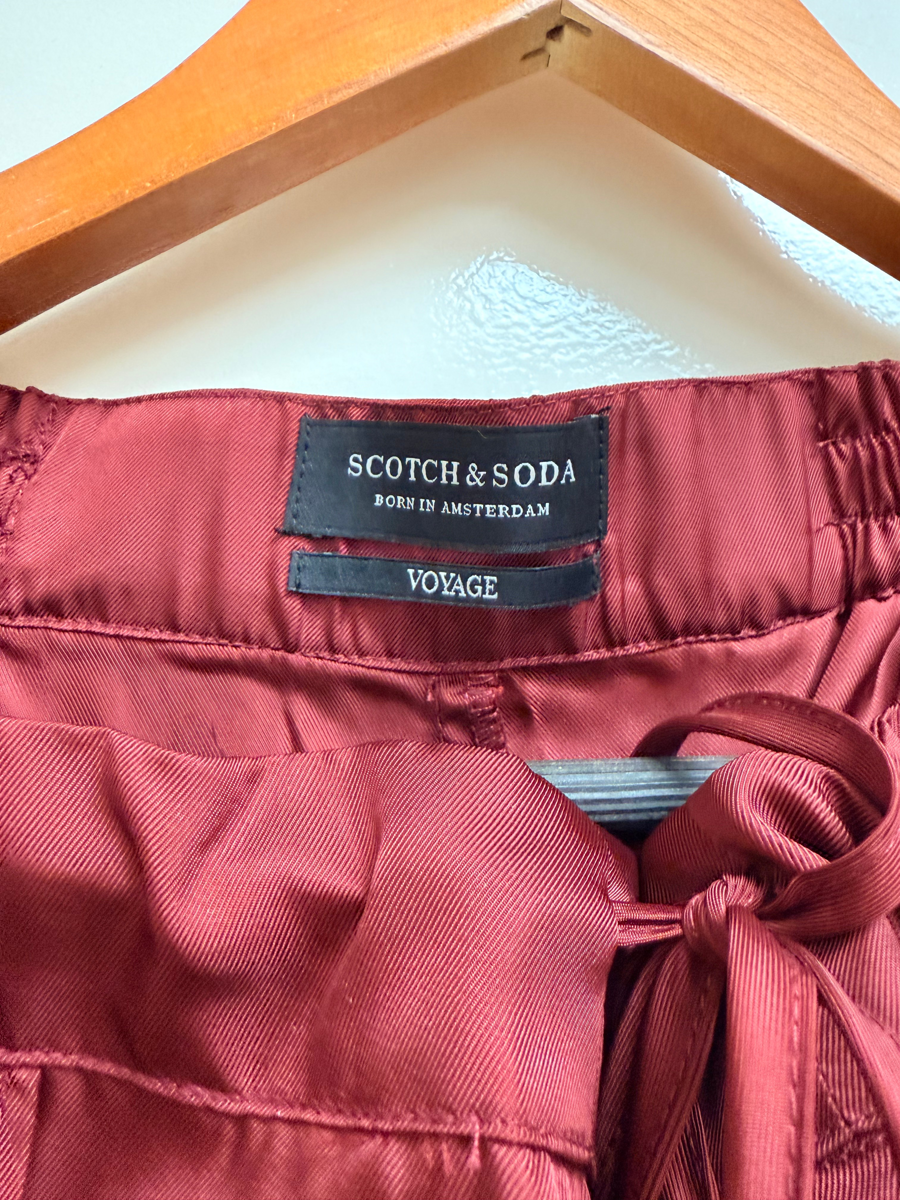 SCOTCH & SODA
BORN IN AMSTERDAM
VOYAGE